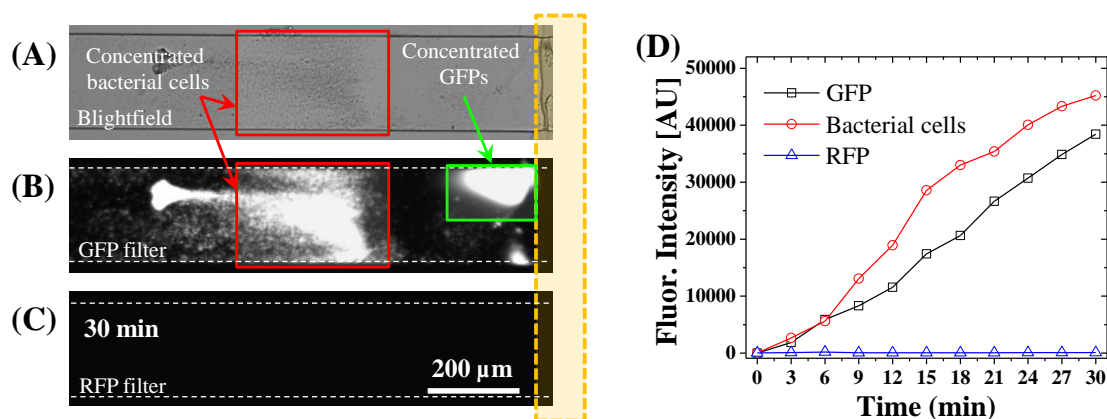 (A)
Concentrated
bacterial cells
Concentrated
GFPs
Blightfield
(B)
GFP filter
(C)
30 min
200 µm
RFP filter
(D)
Fluor. Intensity [AU]
50000
40000
30000
20000
10000
0
GFP
Bacterial cells
RFP
0 3 6 9 12 15 18 21 24 27 30
Time (min)